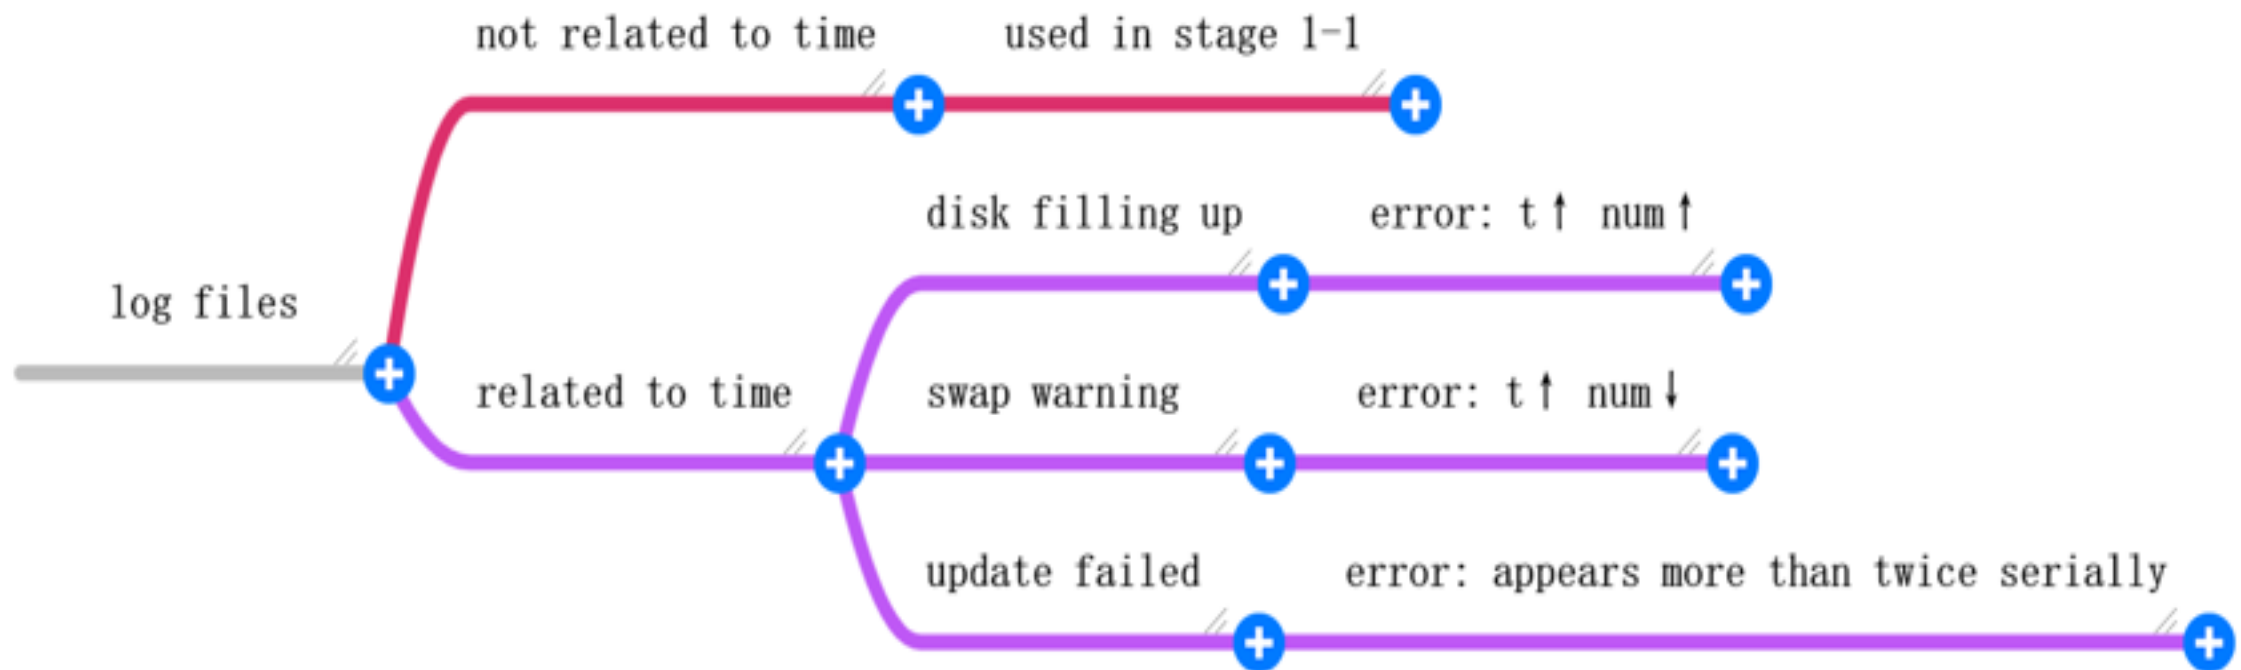 not related to time
used in stage 1-1
disk filling up
error: t↑ num↑
log files
related to time
swap warning
error: t↑ num↓
update failed
error: appears more than twice serially